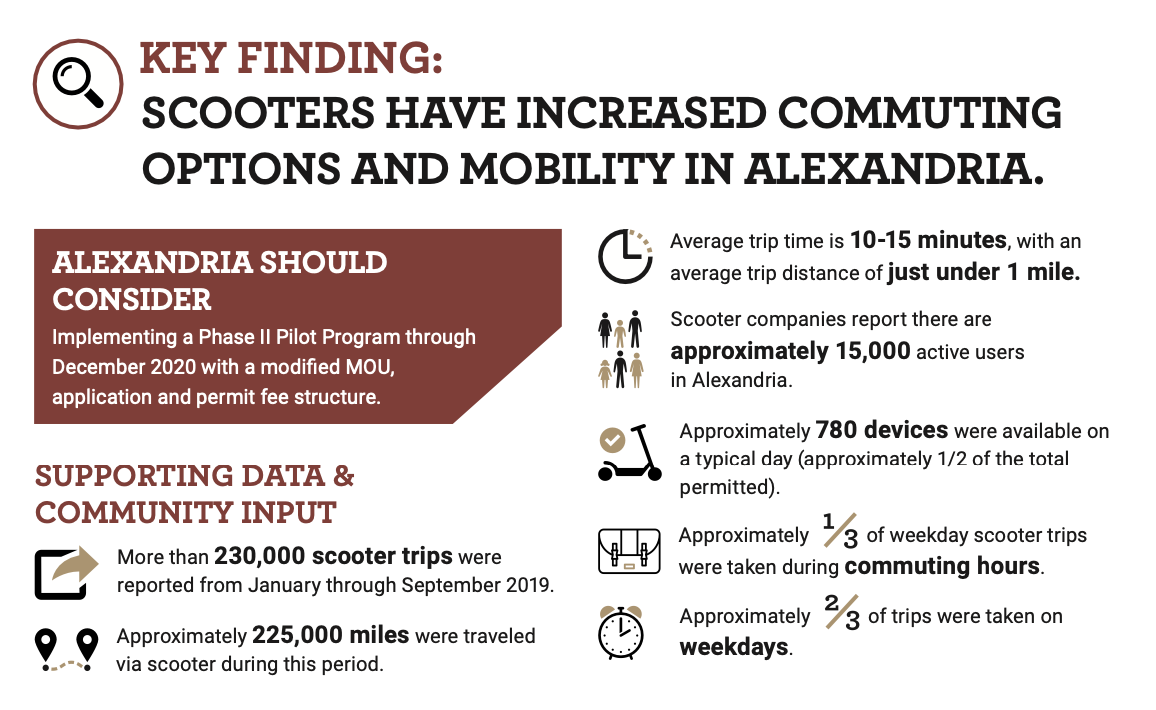 KEY FINDING:
SCOOTERS HAVE INCREASED COMMUTING
OPTIONS AND MOBILITY IN ALEXANDRIA.
ALEXANDRIA SHOULD
CONSIDER
Implementing a Phase II Pilot Program through
December 2020 with a modified MOU,
application and permit fee structure.
SUPPORTING DATA &
COMMUNITY INPUT
More than 230,000 scooter trips were
reported from January through September 2019.
Approximately 225,000 miles were traveled
via scooter during this period.
Average trip time is 10-15 minutes, with an
average trip distance of just under 1 mile.
Scooter companies report there are
approximately 15,000 active users
in Alexandria.
Approximately 780 devices were available on
a typical day (approximately 1/2 of the total
permitted).
Approximately 1/3 of weekday scooter trips
were taken during commuting hours.
Approximately 2/3 of trips were taken on
weekdays.